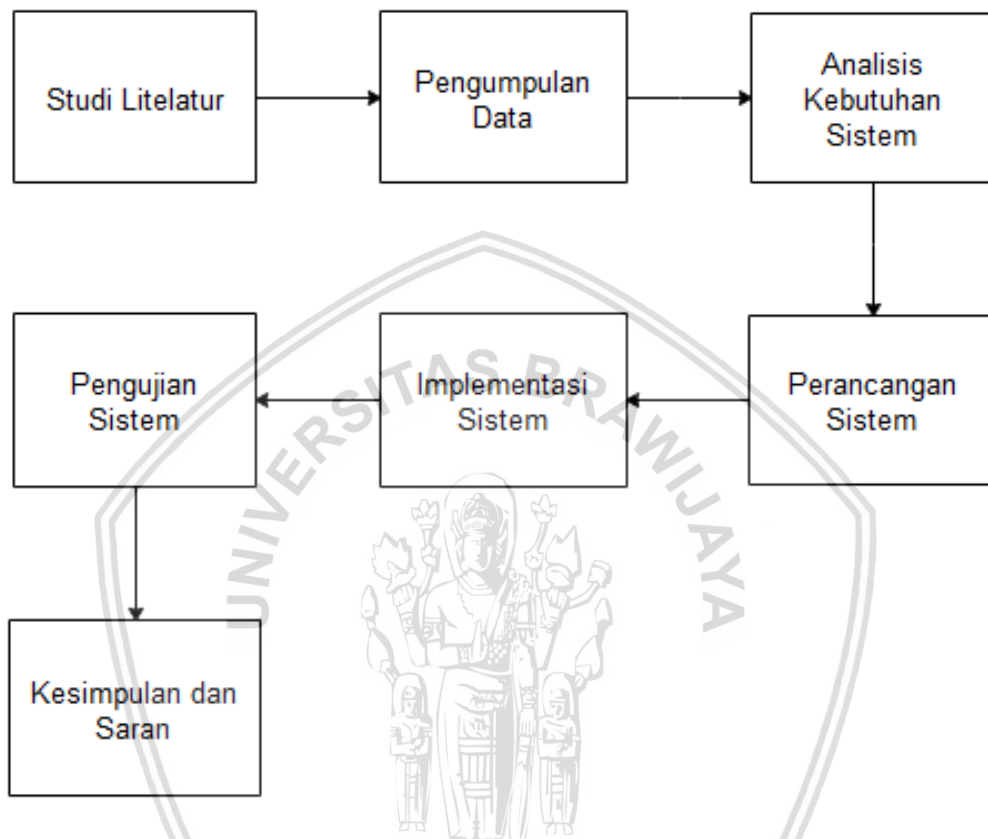 Studi Litelatur
Pengumpulan
Data
Analisis
Kebutuhan
Sistem
Perancangan
Sistem
Implementasi
Sistem
Pengujian
Sistem
Kesimpulan dan
Saran
UNIVERSITAS BRAWIJAYA